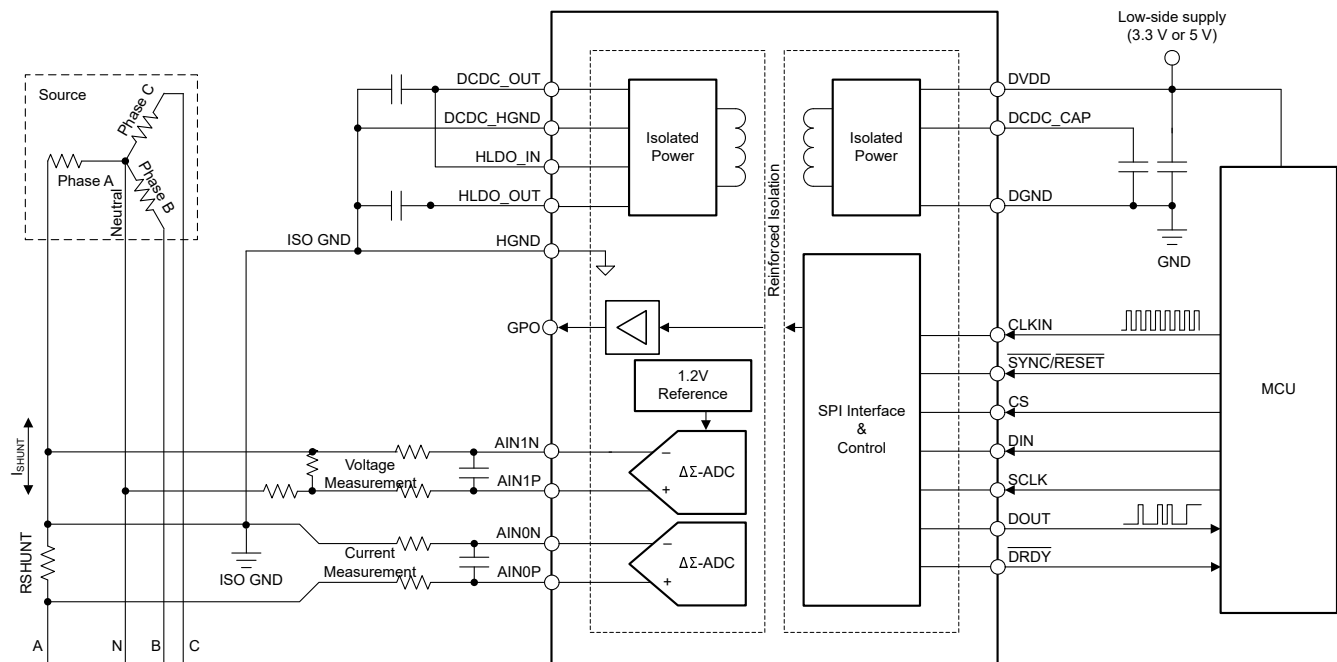 Low-side supply
(3.3 V or 5 V)
Source
Phase C
Phase A
Phase B
Neutral
DCDC_OUT
DCDC_HGND
HLDO_IN
HLDO_OUT
ISO GND
HGND
Isolated
Power
Reinforced Isolation
Isolated
Power
DVDD
DCDC_CAP
DGND
GND
GPO
1.2V
Reference
SPI Interface
&
Control
CLKIN
SYNC/RESET
CS
DIN
SCLK
DOUT
DRDY
MCU
ISHUNT
Voltage
Measurement
AIN1N
AIN1P
ΔΣ-ADC
− 
+
RSHUNT
ISO GND
Current
Measurement
AIN0N
AIN0P
ΔΣ-ADC
−
+
A
N
B
C